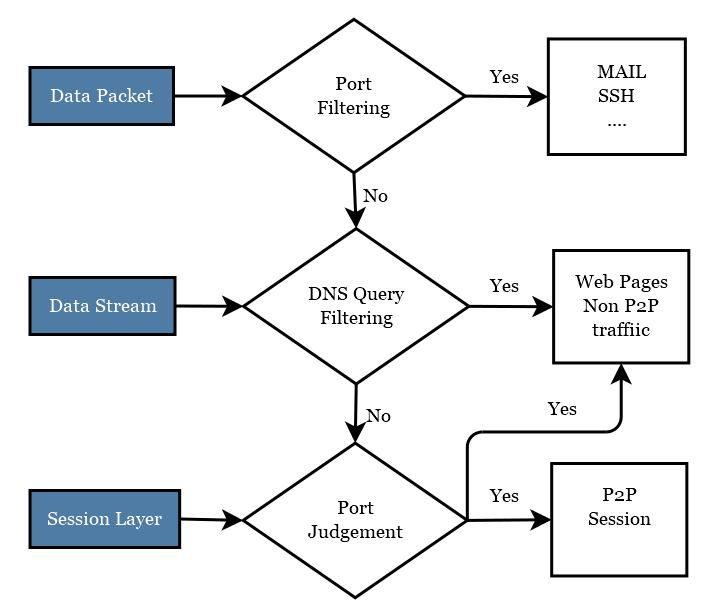 Data Packet
Port
Filtering
Yes
MAIL
SSH
....
No
Data Stream
DNS Query
Filtering
Yes
Web Pages
Non P2P
traffiic
No
Yes
Session Layer
Port
Judgement
Yes
P2P
Session